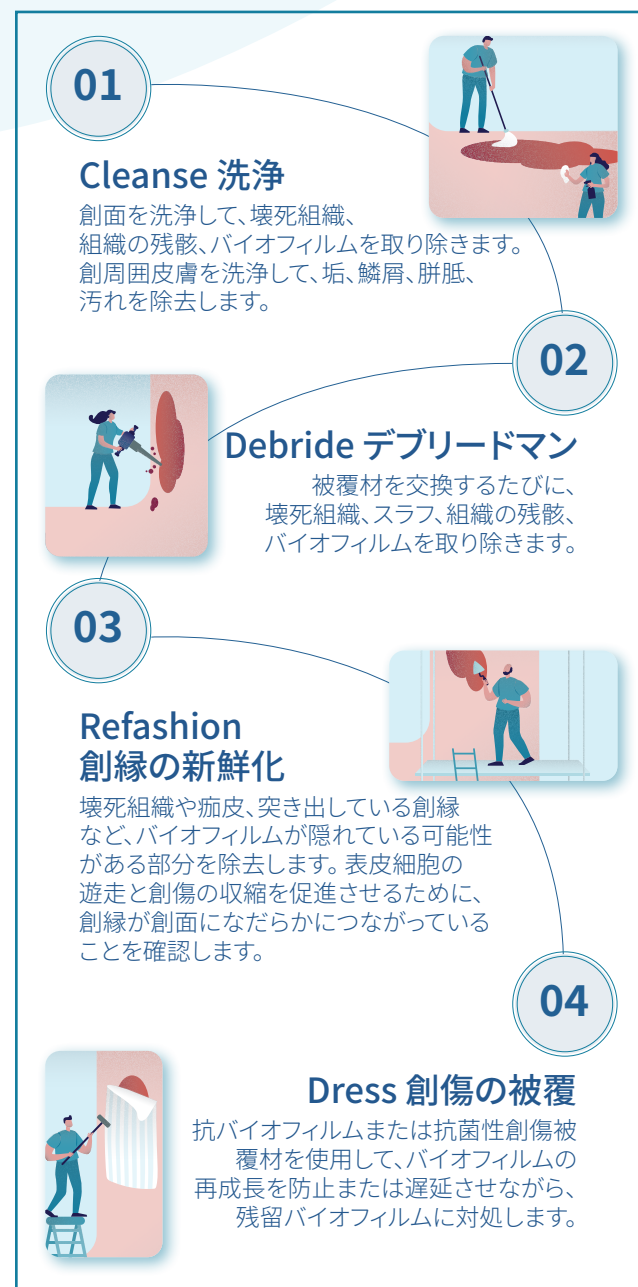 01
Cleanse 洗浄
創面を洗浄して、壊死組織、
組織の残骸、バイオフィルムを取り除きます。
創周囲皮膚を洗浄して、垢、鱗屑、胼胝、
汚れを除去します。
02
Debride デブリードマン
被覆材を交換するたびに、
壊死組織、スラフ、組織の残骸、
バイオフィルムを取り除きます。
03
Refashion
創縁の新鮮化
壊死組織や痂皮、突き出している創縁
など、バイオフィルムが隠れている可能性
がある部分を除去します。表皮細胞の
遊走と創傷の収縮を促進させるために、
創縁が創面になだらかにつながっている
ことを確認します。
04
Dress 創傷の被覆
抗バイオフィルムまたは抗菌性創傷被
覆材を使用して、バイオフィルムの
再成長を防止または遅延させながら、
残留バイオフィルムに対処します。